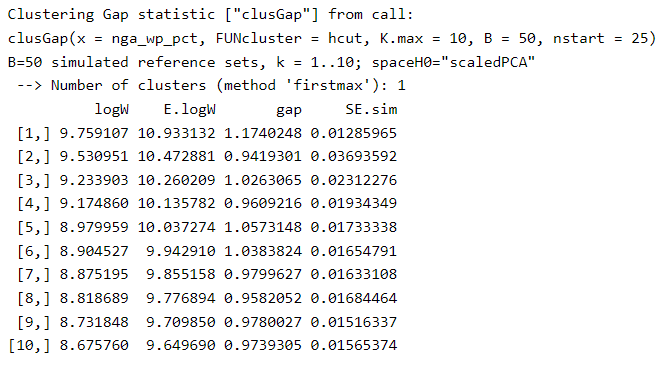 Clustering Gap statistic ["clusGap"] from call:
clusGap(x = nga_wp_pct, FUNcluster = hcut, K.max = 10, B = 50, nstart = 25)
B=50 simulated reference sets, k = 1..10; spaceH0="scaledPCA"
 --> Number of clusters (method 'firstmax'): 1
          logW    E.logW       gap     SE.sim
 [1,] 9.759107 10.933132 1.1740248 0.01285965
 [2,] 9.530951 10.472881 0.9419301 0.03693592
 [3,] 9.233903 10.260209 1.0263065 0.02312276
 [4,] 9.174860 10.135782 0.9609216 0.01934349
 [5,] 8.979959 10.037274 1.0573148 0.01733338
 [6,] 8.904527  9.942910 1.0383824 0.01654791
 [7,] 8.875195  9.855158 0.9799627 0.01633108
 [8,] 8.818689  9.776894 0.9582052 0.01684464
 [9,] 8.731848  9.709850 0.9780027 0.01516337
[10,] 8.675760  9.649690 0.9739305 0.01565374